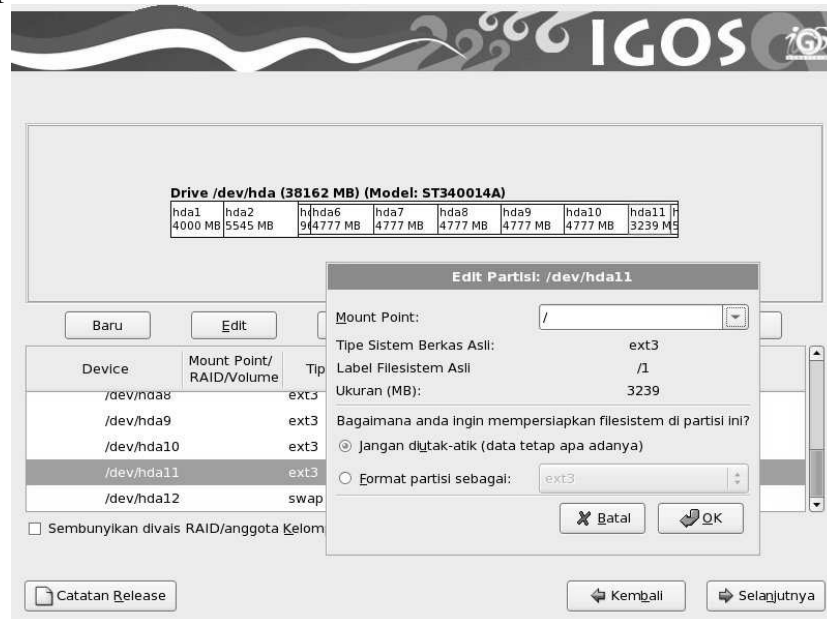 IGOS
Drive /dev/hda (38162 MB) (Model: ST340014A)
hda1 hda2 hda6 hda7 hda8 hda9 hda10 hda11
4000 MB 5545 MB 4777 MB 4777 MB 4777 MB 4777 MB 4777 MB 3239 M
Edit Partisi: /dev/hda11
Mount Point: /
Tipe Sistem Berkas Asli: ext3
Label Filesistem Asli /1
Ukuran (MB): 3239
Bagaimana anda ingin mempersiapkan filesistem di partisi ini?
Jangan diutak-atik (data tetap apa adanya)
Format partisi sebagai: ext3
Batal OK
Baru Edit
Device Mount Point/ RAID/Volume Tip
/dev/hda8 ext3
/dev/hda9 ext3
/dev/hda10 ext3
/dev/hda11 ext3
/dev/hda12 swap
Sembunyikan divais RAID/anggota Kelom
Catatan Release Kembali Selanjutnya